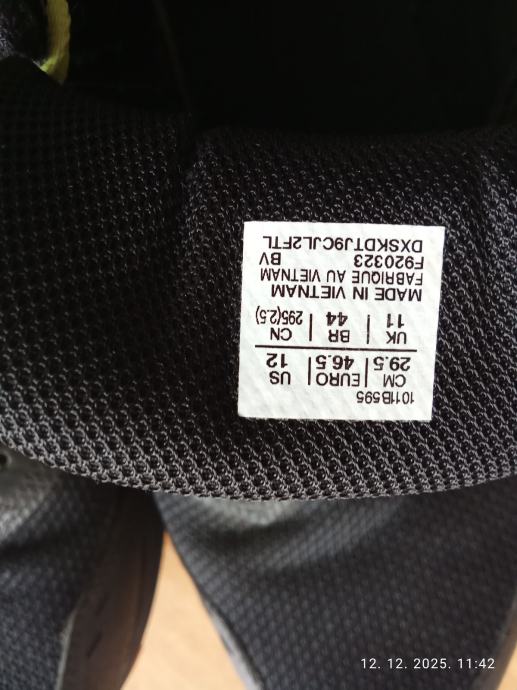 1011B595
CM | EURO | US
29.5 | 46.5 | 12
UK | BR | CN
11 | 44 | 295(2.5)
MADE IN VIETNAM
FABRIQUE AU VIETNAM
F920323 BV
DXSKDTJ9CJL2FTL
12. 12. 2025. 11:42